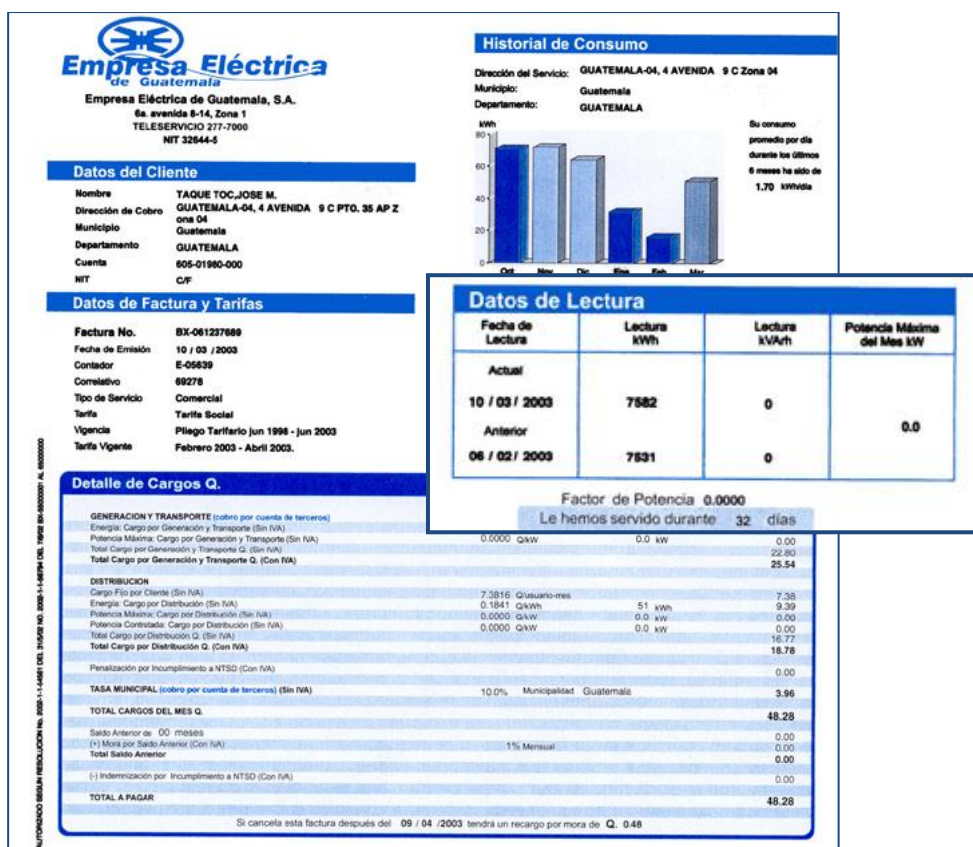 Empresa Eléctrica
de Guatemala
Empresa Eléctrica de Guatemala, S.A.
6a. avenida 8-14, Zona 1
TELESERVICIO 277-7000
NIT 32644-5
Datos del Cliente
Nombre TAQUE TOC,JOSE M.
Dirección de Cobro GUATEMALA-04, 4 AVENIDA 9 C PTO. 35 AP Z
ona 04
Municipio Guatemala
Departamento GUATEMALA
Cuenta 605-01980-000
NIT C/F
Datos de Factura y Tarifas
Factura No. BX-061237689
Fecha de Emisión 10 / 03 / 2003
Contador E-05639
Correlativo 69278
Tipo de Servicio Comercial
Tarifa Tarifa Social
Vigencia Pliego Tarifario jun 1998 - jun 2003
Tarifa Vigente Febrero 2003 - Abril 2003.
Historial de Consumo
Dirección del Servicio: GUATEMALA-04, 4 AVENIDA 9 C Zona 04
Municipio: Guatemala
Departamento: GUATEMALA
kWh
80
60
40
20
0
Oct Nov Dic Ene Feb Mar
Su consumo
promedio por día
durante los últimos
6 meses ha sido de
1.70 kWh/día
Datos de Lectura
Fecha de Lectura Lectura kWh Lectura kVArh Potencia Máxima del Mes kW
Actual
10 / 03 / 2003 7582 0
Anterior 0.0
06 / 02 / 2003 7531 0
Factor de Potencia 0.0000
Le hemos servido durante 32 días
Detalle de Cargos Q.
GENERACION Y TRANSPORTE (cobro por cuenta de terceros)
Energía: Cargo por Generación y Transporte (Sin IVA)
Potencia Máxima: Cargo por Generación y Transporte (Sin IVA) 0.0000 Q/kW 0.0 kW 0.00
Total Cargo por Generación y Transporte Q. (Sin IVA) 22.80
Total Cargo por Generación y Transporte Q. (Con IVA) 25.54
DISTRIBUCION
Cargo Fijo por Cliente (Sin IVA) 7.3816 Q/usuario-mes 7.38
Energía: Cargo por Distribución (Sin IVA) 0.1841 Q/kWh 51 kWh 9.39
Potencia Máxima: Cargo por Distribución (Sin IVA) 0.0000 Q/kW 0.0 kW 0.00
Potencia Contratada: Cargo por Distribución (Sin IVA) 0.0000 Q/kW 0.0 kW 0.00
Total Cargo por Distribución Q. (Sin IVA) 16.77
Total Cargo por Distribución Q. (Con IVA) 18.78
Penalización por Incumplimiento a NTSD (Con IVA) 0.00
TASA MUNICIPAL (cobro por cuenta de terceros) (Sin IVA) 10.0% Municipalidad Guatemala 3.96
TOTAL CARGOS DEL MES Q. 48.28
Saldo Anterior de 00 meses 0.00
(+) Mora por Saldo Anterior (Con IVA) 1% Mensual 0.00
Total Saldo Anterior 0.00
(-) Indemnización por Incumplimiento a NTSD (Con IVA) 0.00
TOTAL A PAGAR 48.28
Si cancela esta factura después del 09 / 04 / 2003 tendrá un recargo por mora de Q. 0.48
AUTORIZADO SEGUN RESOLUCION No.